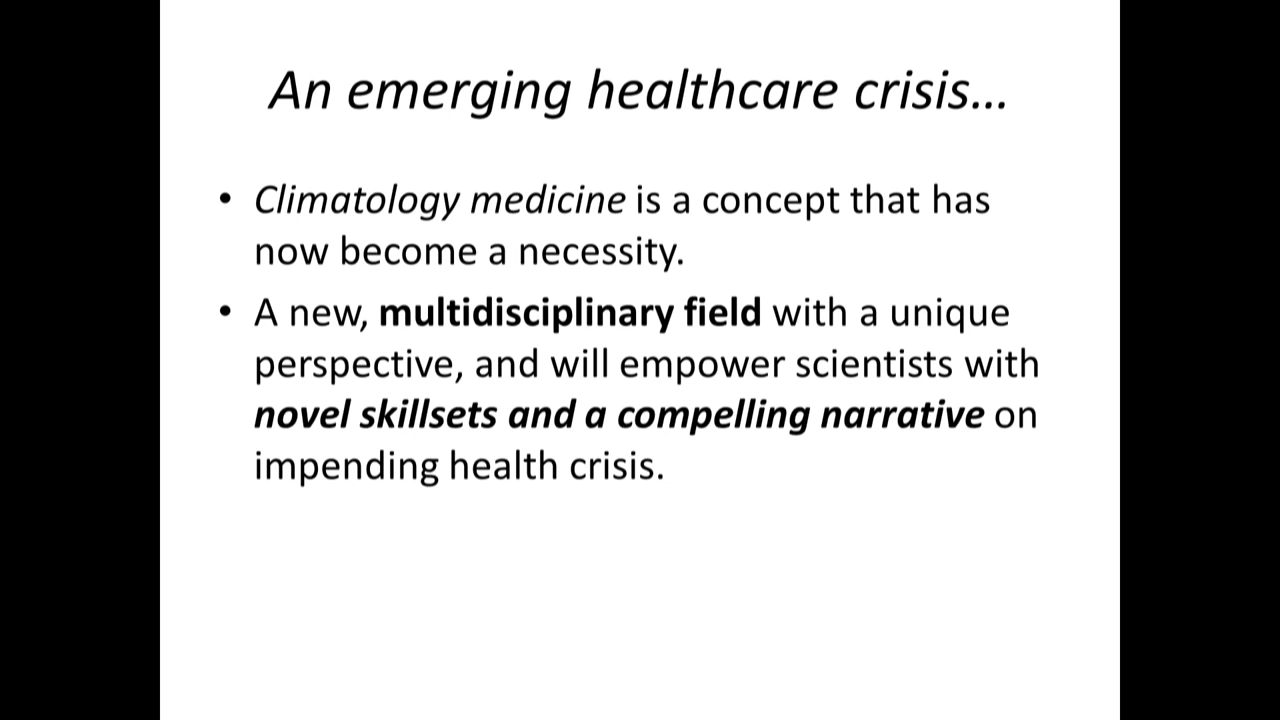 An emerging healthcare crisis...
• Climatology medicine is a concept that has
now become a necessity.
• A new, multidisciplinary field with a unique
perspective, and will empower scientists with
novel skillsets and a compelling narrative on
impending health crisis.